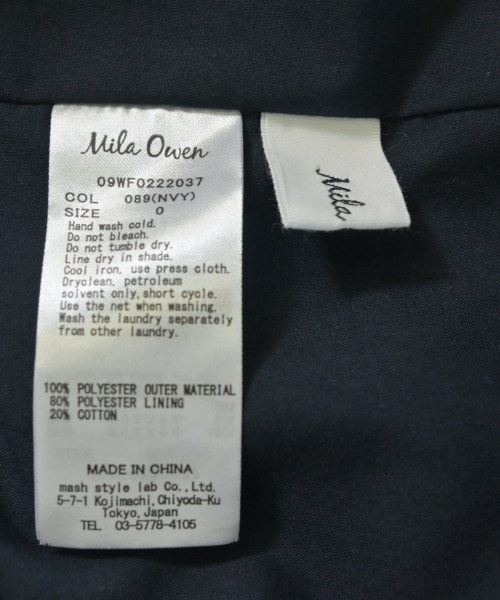 Mila Owen
09WF0222037
COL 089(NVY)
SIZE 0
Hand wash cold.
Do not bleach.
Do not tumble dry.
Line dry in shade.
Cool iron, use press cloth.
Dryclean, petroleum
solvent only, short cycle.
Use the net when washing.
Wash the laundry separately
from other laundry.
100% POLYESTER OUTER MATERIAL
80% POLYESTER LINING
20% COTTON
MADE IN CHINA
mash style lab Co., Ltd.
5-7-1 Kojimachi, Chiyoda-Ku
Tokyo, Japan
TEL 03-5778-4105
Mila